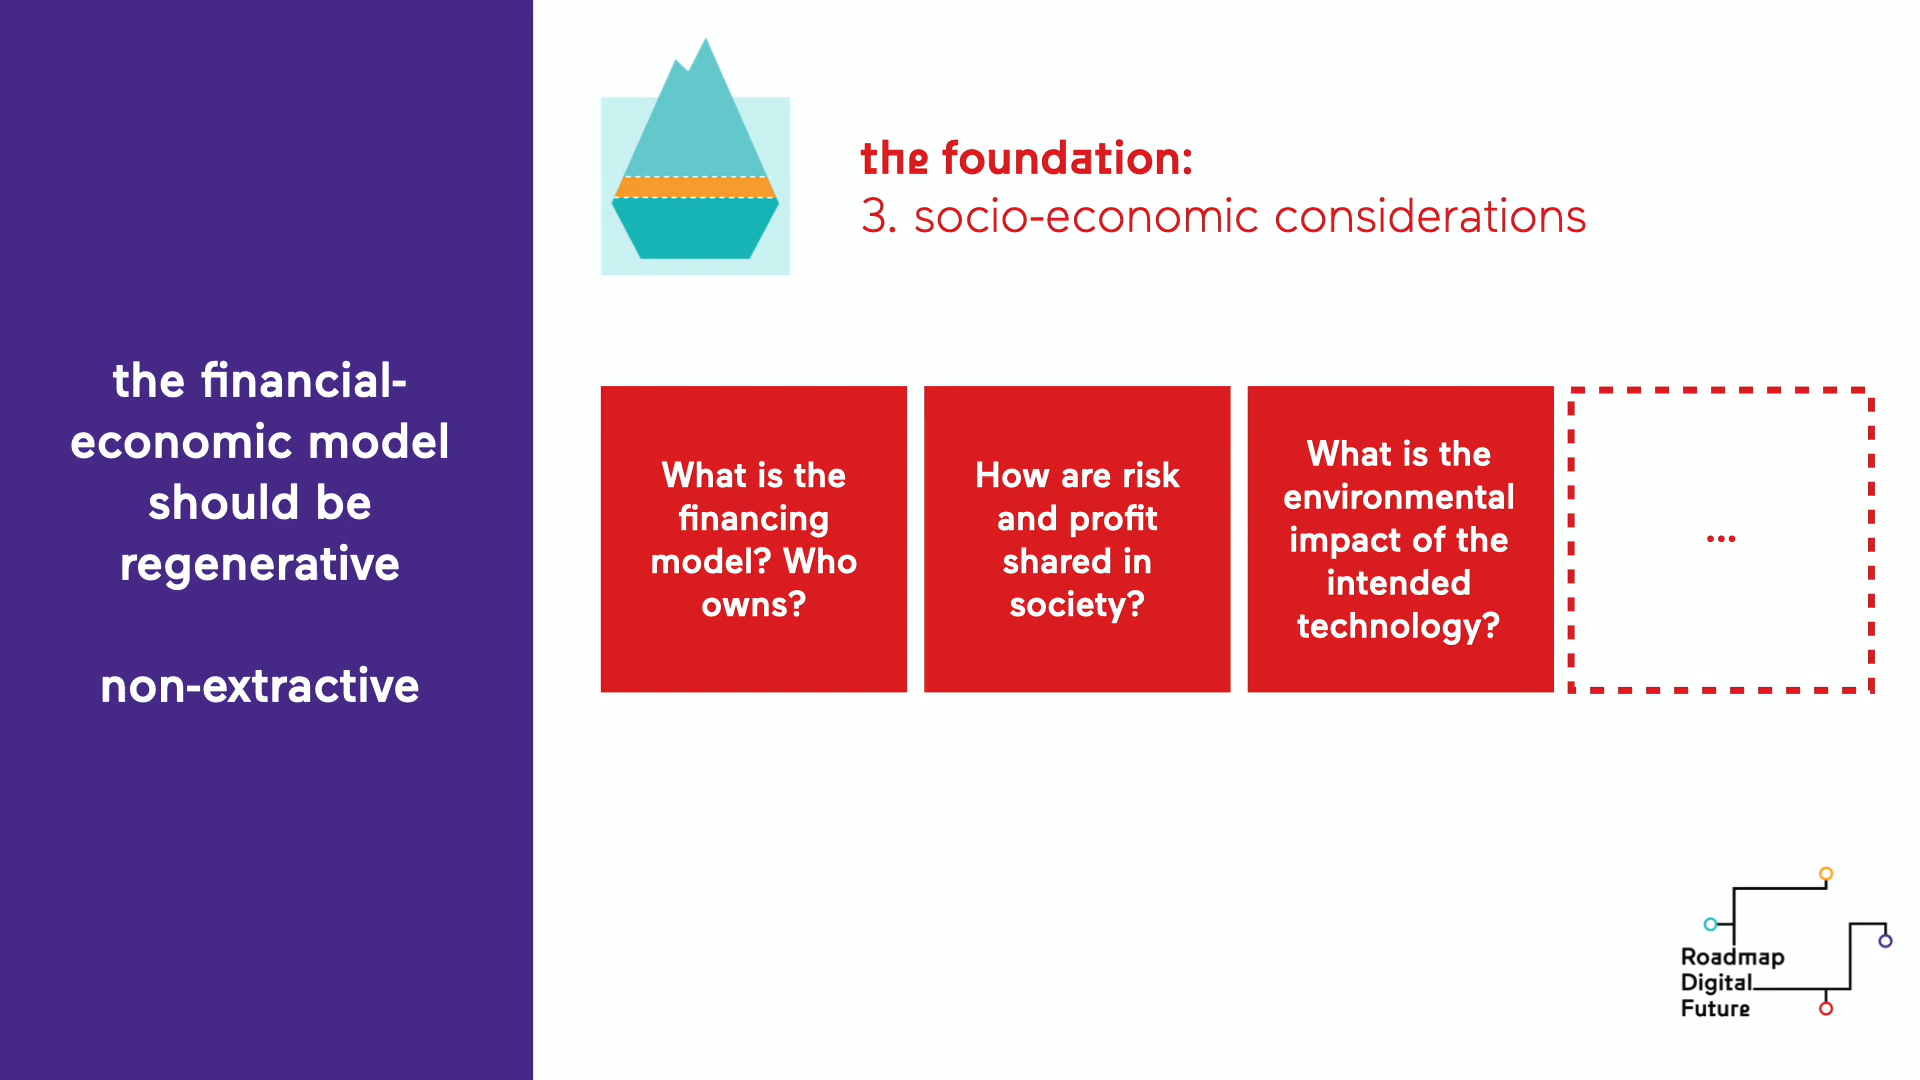 the financial-
economic model
should be
regenerative
non-extractive
the foundation:
3. socio-economic considerations
What is the
financing
model? Who
owns?
How are risk
and profit
shared in
society?
What is the
environmental
impact of the
intended
technology?
...
Roadmap
Digital
Future